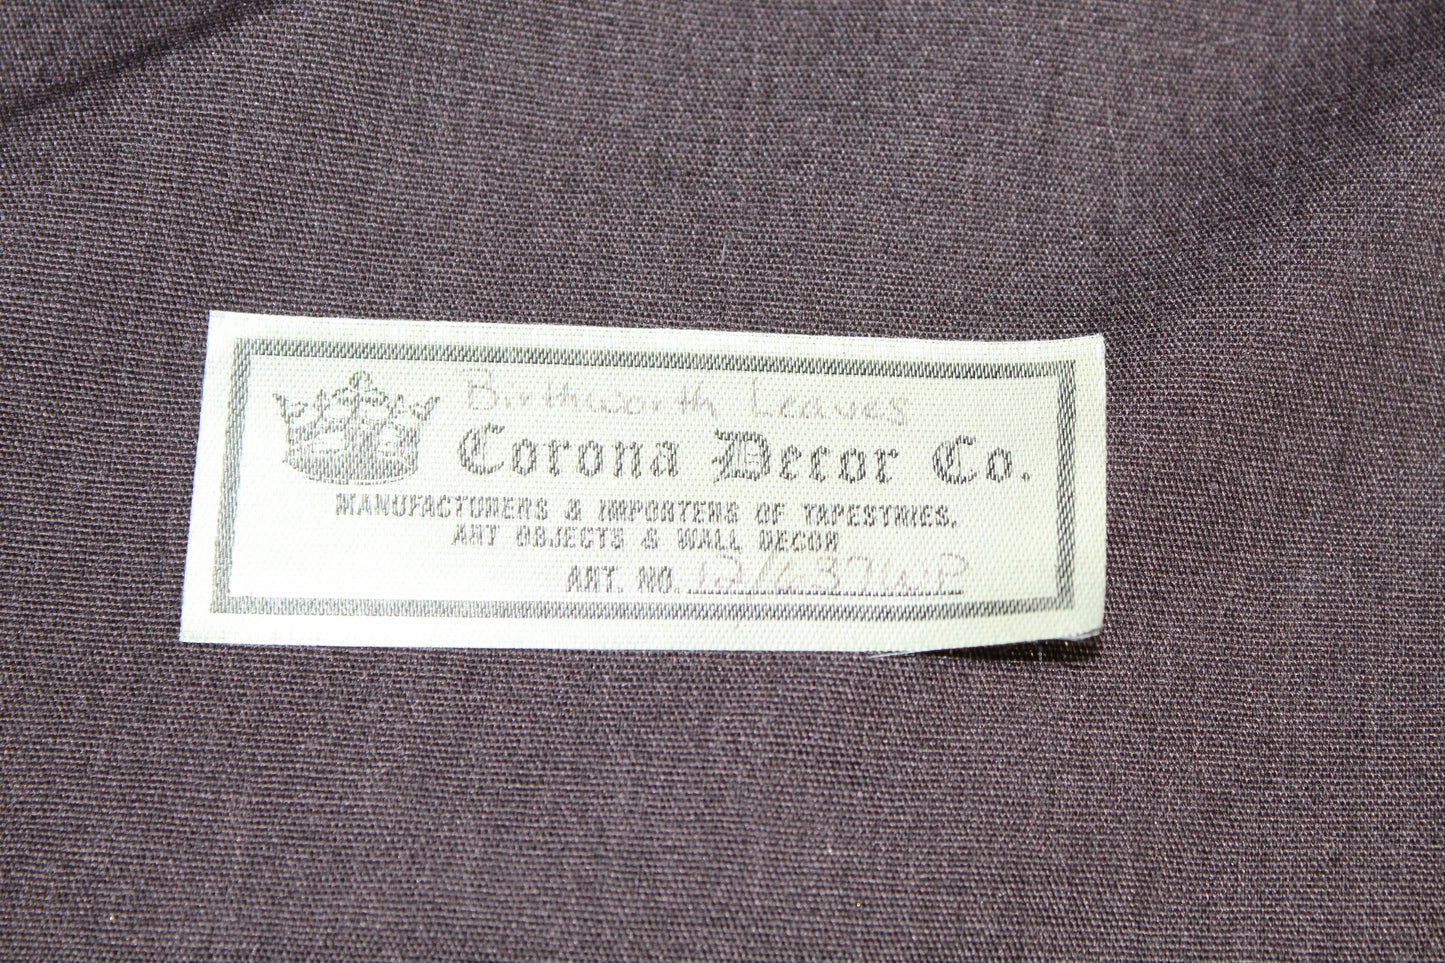 Birthworth Leaves
Corona Decor Co.
MANUFACTURERS & IMPORTERS OF TAPESTRIES,
ART OBJECTS & WALL DECOR
ART. NO.